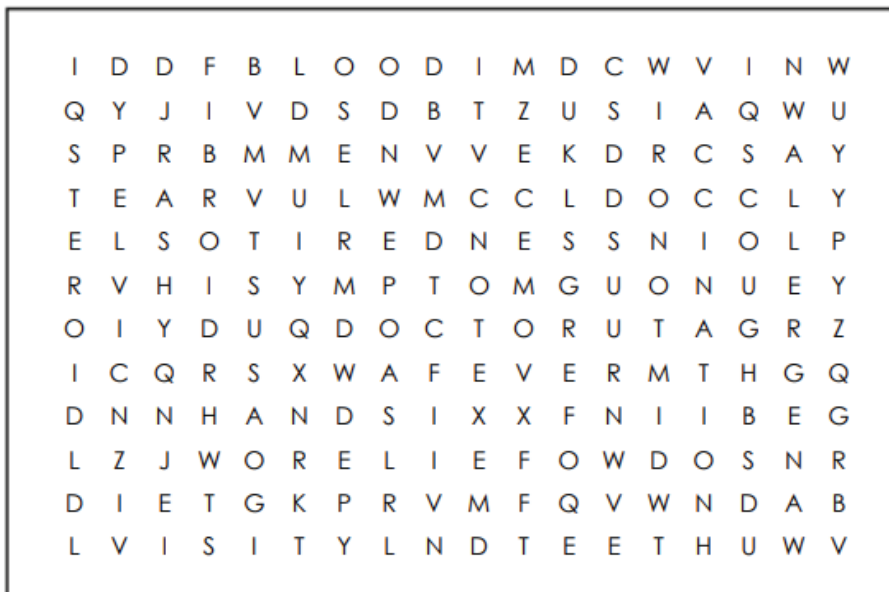 I D D F B L O O D I M D C W V I N W
Q Y J I V D S D B T Z U S I A Q W U
S P R B M M E N V V E K D R C S A Y
T E A R V U L W M C C L D O C C L Y
E L S O T I R E D N E S S N I O L P
R V H I S Y M P T O M G U O N U E Y
O I Y D U Q D O C T O R U T A G R Z
I C Q R S X W A F E V E R M T H G Q
D N N H A N D S I X X F N I I B E G
L Z J W O R E L I E F O W D O S N R
D I E T G K P R V M F Q V W N D A B
L V I S I T Y L N D T E E T H U W V